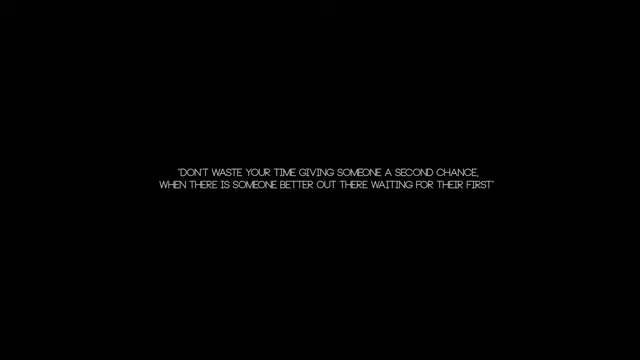 "DON'T WASTE YOUR TIME GIVING SOMEONE A SECOND CHANCE,
WHEN THERE IS SOMEONE BETTER OUT THERE WAITING FOR THEIR FIRST"